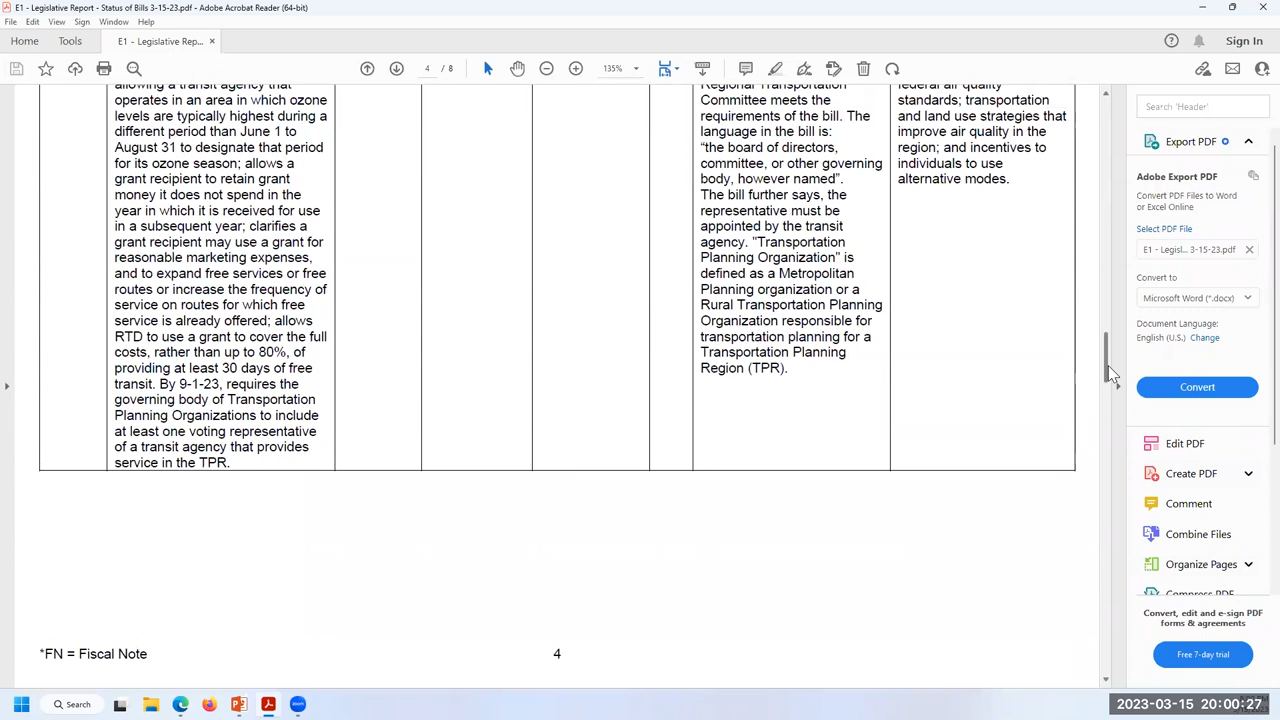 E1 - Legislative Report - Status of Bills 3-15-23.pdf - Adobe Acrobat Reader (64-bit)
File Edit View Sign Window Help
Home Tools E1 - Legislative Rep... × Sign In
4 / 8 135%
allowing a transit agency that
operates in an area in which ozone
levels are typically highest during a
different period than June 1 to
August 31 to designate that period
for its ozone season; allows a
grant recipient to retain grant
money it does not spend in the
year in which it is received for use
in a subsequent year; clarifies a
grant recipient may use a grant for
reasonable marketing expenses,
and to expand free services or free
routes or increase the frequency of
service on routes for which free
service is already offered; allows
RTD to use a grant to cover the full
costs, rather than up to 80%, of
providing at least 30 days of free
transit. By 9-1-23, requires the
governing body of Transportation
Planning Organizations to include
at least one voting representative
of a transit agency that provides
service in the TPR.
Regional Transportation
Committee meets the
requirements of the bill. The
language in the bill is:
“the board of directors,
committee, or other governing
body, however named”.
The bill further says, the
representative must be
appointed by the transit
agency. "Transportation
Planning Organization” is
defined as a Metropolitan
Planning organization or a
Rural Transportation Planning
Organization responsible for
transportation planning for a
Transportation Planning
Region (TPR).
federal air quality
standards; transportation
and land use strategies that
improve air quality in the
region; and incentives to
individuals to use
alternative modes.
*FN = Fiscal Note
4
Search 'Header'
Export PDF
Adobe Export PDF
Convert PDF Files to Word
or Excel Online
Select PDF File
E1 - Legisl... 3-15-23.pdf
Convert to
Microsoft Word (*.docx)
Document Language:
English (U.S.) Change
Convert
Edit PDF
Create PDF
Comment
Combine Files
Organize Pages
Compress PDF
Convert, edit and e-sign PDF
forms & agreements
Free 7-day trial
Search
2023-03-15 20:00:27